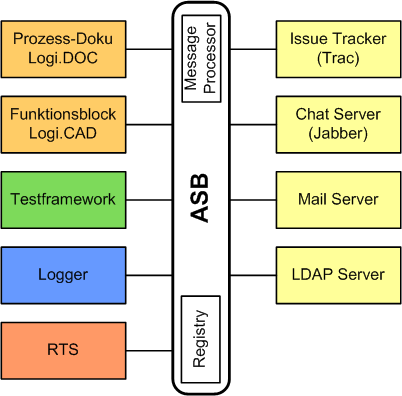 Prozess-Doku
Logi.DOC
Funktionsblock
Logi.CAD
Testframework
Logger
RTS
Message
Processor
ASB
Registry
Issue Tracker
(Trac)
Chat Server
(Jabber)
Mail Server
LDAP Server